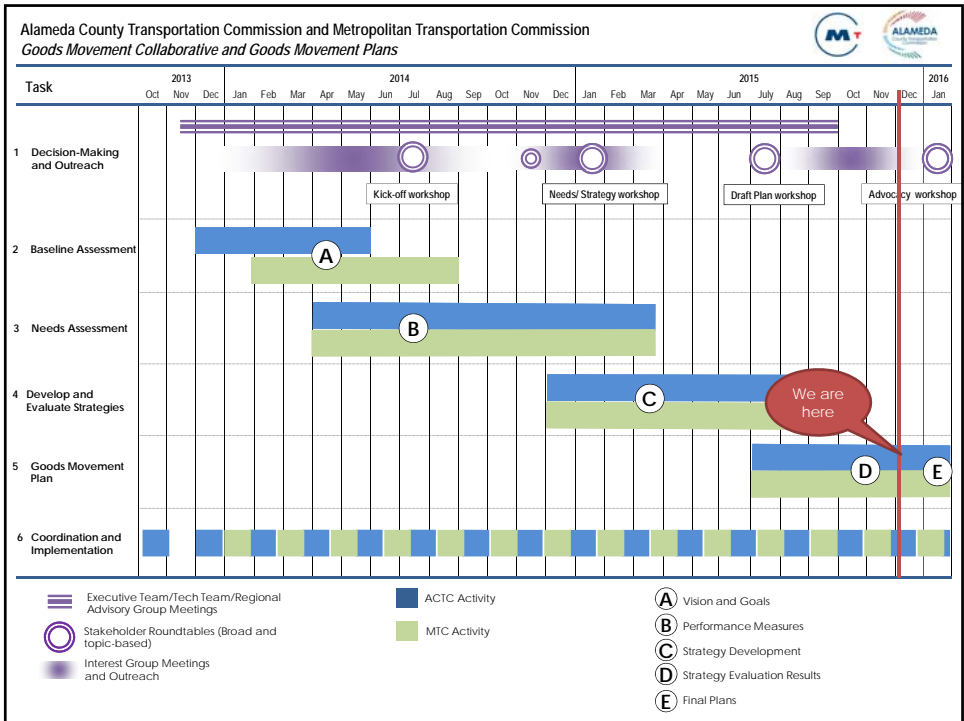 Alameda County Transportation Commission and Metropolitan Transportation Commission
Goods Movement Collaborative and Goods Movement Plans
M T
ALAMEDA
County Transportation
Commission
Task
2013 2014 2015 2016
Oct Nov Dec Jan Feb Mar Apr May Jun Jul Aug Sep Oct Nov Dec Jan Feb Mar Apr May Jun July Aug Sep Oct Nov Dec Jan
1 Decision-Making
and Outreach
Kick-off workshop Needs/ Strategy workshop Draft Plan workshop Advocacy workshop
2 Baseline Assessment
A
3 Needs Assessment
B
4 Develop and
Evaluate Strategies
C
We are
here
5 Goods Movement
Plan
D E
6 Coordination and
Implementation
Executive Team/Tech Team/Regional
Advisory Group Meetings
Stakeholder Roundtables (Broad and
topic-based)
Interest Group Meetings
and Outreach
ACTC Activity
MTC Activity
A Vision and Goals
B Performance Measures
C Strategy Development
D Strategy Evaluation Results
E Final Plans